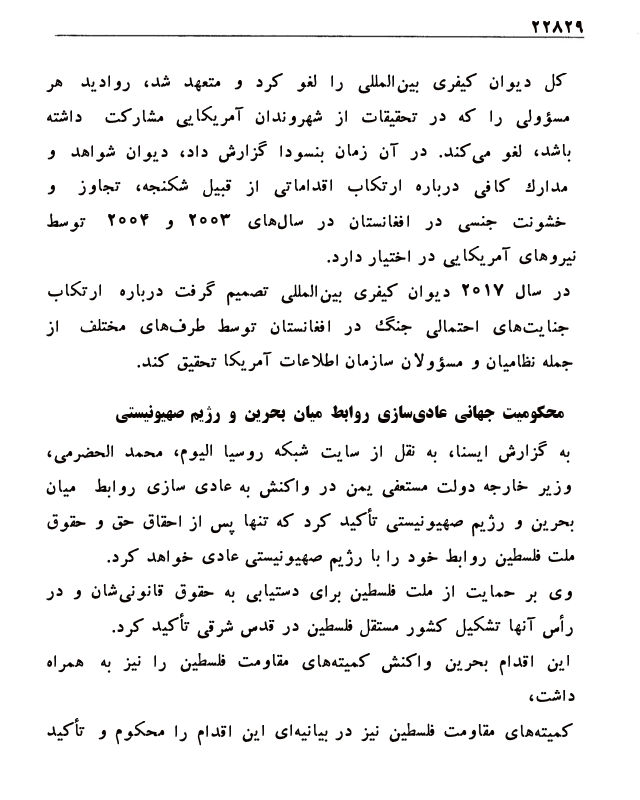 ۲۲۸۲۹
کل دیوان کیفری بین‌المللی را لغو کرد و متعهد شد، روادید هر
مسؤولی را که در تحقیقات از شهروندان آمریکایی مشارکت داشته
باشد، لغو می‌کند. در آن زمان بنسودا گزارش داد، دیوان شواهد و
مدارك کافی درباره ارتکاب اقداماتی از قبیل شکنجه، تجاوز و
خشونت جنسی در افغانستان در سال‌های ۲۰۰۳ و ۲۰۰۴ توسط
نیروهای آمریکایی در اختیار دارد.
در سال ۲۰۱۷ دیوان کیفری بین‌المللی تصمیم گرفت درباره ارتکاب
جنایت‌های احتمالی جنگ در افغانستان توسط طرف‌های مختلف از
جمله نظامیان و مسؤولان سازمان اطلاعات آمریکا تحقیق کند.
محکومیت جهانی عادی‌سازی روابط میان بحرین و رژیم صهیونیستی
به گزارش ایسنا، به نقل از سایت شبکه روسیا الیوم، محمد الحضرمی،
وزیر خارجه دولت مستعفی یمن در واکنش به عادی سازی روابط میان
بحرین و رژیم صهیونیستی تأکید کرد که تنها پس از احقاق حق و حقوق
ملت فلسطین روابط خود را با رژیم صهیونیستی عادی خواهد کرد.
وی بر حمایت از ملت فلسطین برای دستیابی به حقوق قانونی‌شان و در
رأس آنها تشکیل کشور مستقل فلسطین در قدس شرقی تأکید کرد.
این اقدام بحرین واکنش کمیته‌های مقاومت فلسطین را نیز به همراه
داشت،
کمیته‌های مقاومت فلسطین نیز در بیانیه‌ای این اقدام را محکوم و تأکید